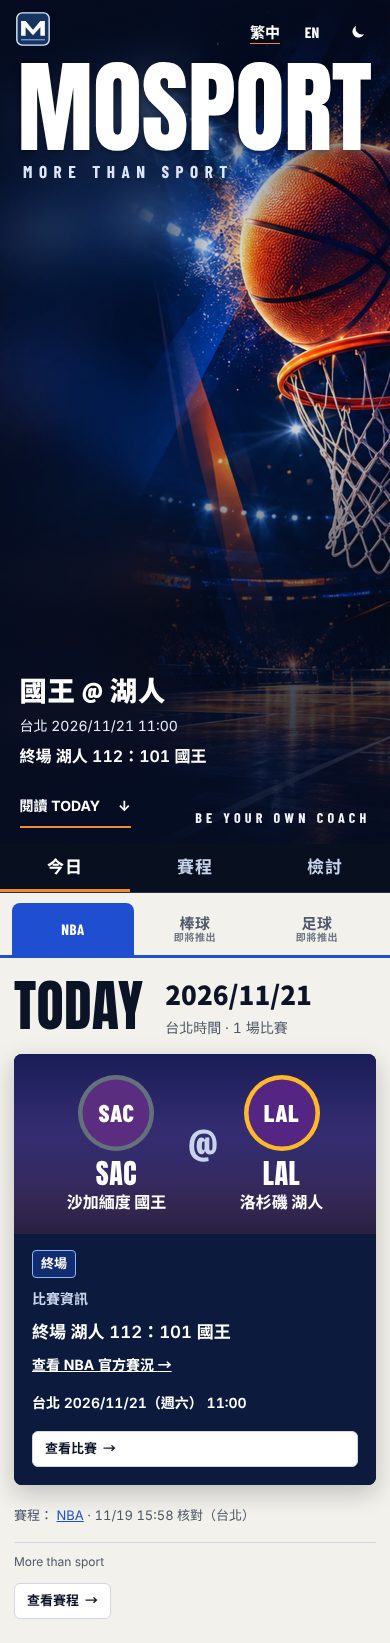 M
繁中 EN
MOSPORT
MORE THAN SPORT
國王 @ 湖人
台北 2026/11/21 11:00
終場 湖人 112：101 國王
閱讀 TODAY ↓
BE YOUR OWN COACH
今日 賽程 檢討
NBA 棒球 足球
即將推出 即將推出
TODAY 2026/11/21
台北時間 · 1 場比賽
SAC @ LAL
SAC LAL
沙加緬度 國王 洛杉磯 湖人
終場
比賽資訊
終場 湖人 112：101 國王
查看 NBA 官方賽況 →
台北 2026/11/21（週六） 11:00
查看比賽 →
賽程： NBA · 11/19 15:58 核對（台北）
More than sport
查看賽程 →